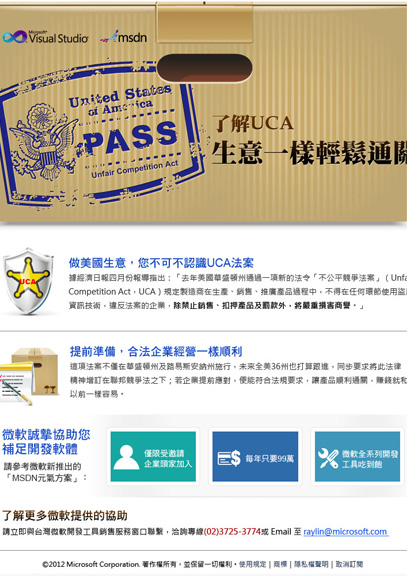 Microsoft®
Visual Studio®
msdn
United States
of America
PASS
Unfair Competition Act
了解UCA
生意一樣輕鬆通關
UCA
做美國生意，您不可不認識UCA法案
據經濟日報四月份報導指出：「去年美國華盛頓州通過一項新的法令「不公平競爭法案」（Unfa
Competition Act，UCA）規定製造商在生產、銷售、推廣產品過程中，不得在任何環節使用盜
資訊技術，違反法案的企業，除禁止銷售、扣押產品及罰款外，將嚴重損害商譽。」
提前準備，合法企業經營一樣順利
這項法案不僅在華盛頓州及路易斯安納州施行，未來全美36州也打算跟進，同步要求將此法律
精神增訂在聯邦競爭法之下；若企業提前應對，便能符合法規要求，讓產品順利通關，賺錢就和
以前一樣容易。
微軟誠摯協助您
補足開發軟體
請參考微軟新推出的
「MSDN元氣方案」：
僅限受邀請
企業頭家加入
每年只要99萬
微軟全系列開發
工具吃到飽
了解更多微軟提供的協助
請立即與台灣微軟開發工具銷售服務窗口聯繫，洽詢專線(02)3725-3774或 Email 至 raylin@microsoft.com
©2012 Microsoft Corporation. 著作權所有，並保留一切權利。使用規定｜商標｜隱私權聲明｜取消訂閱